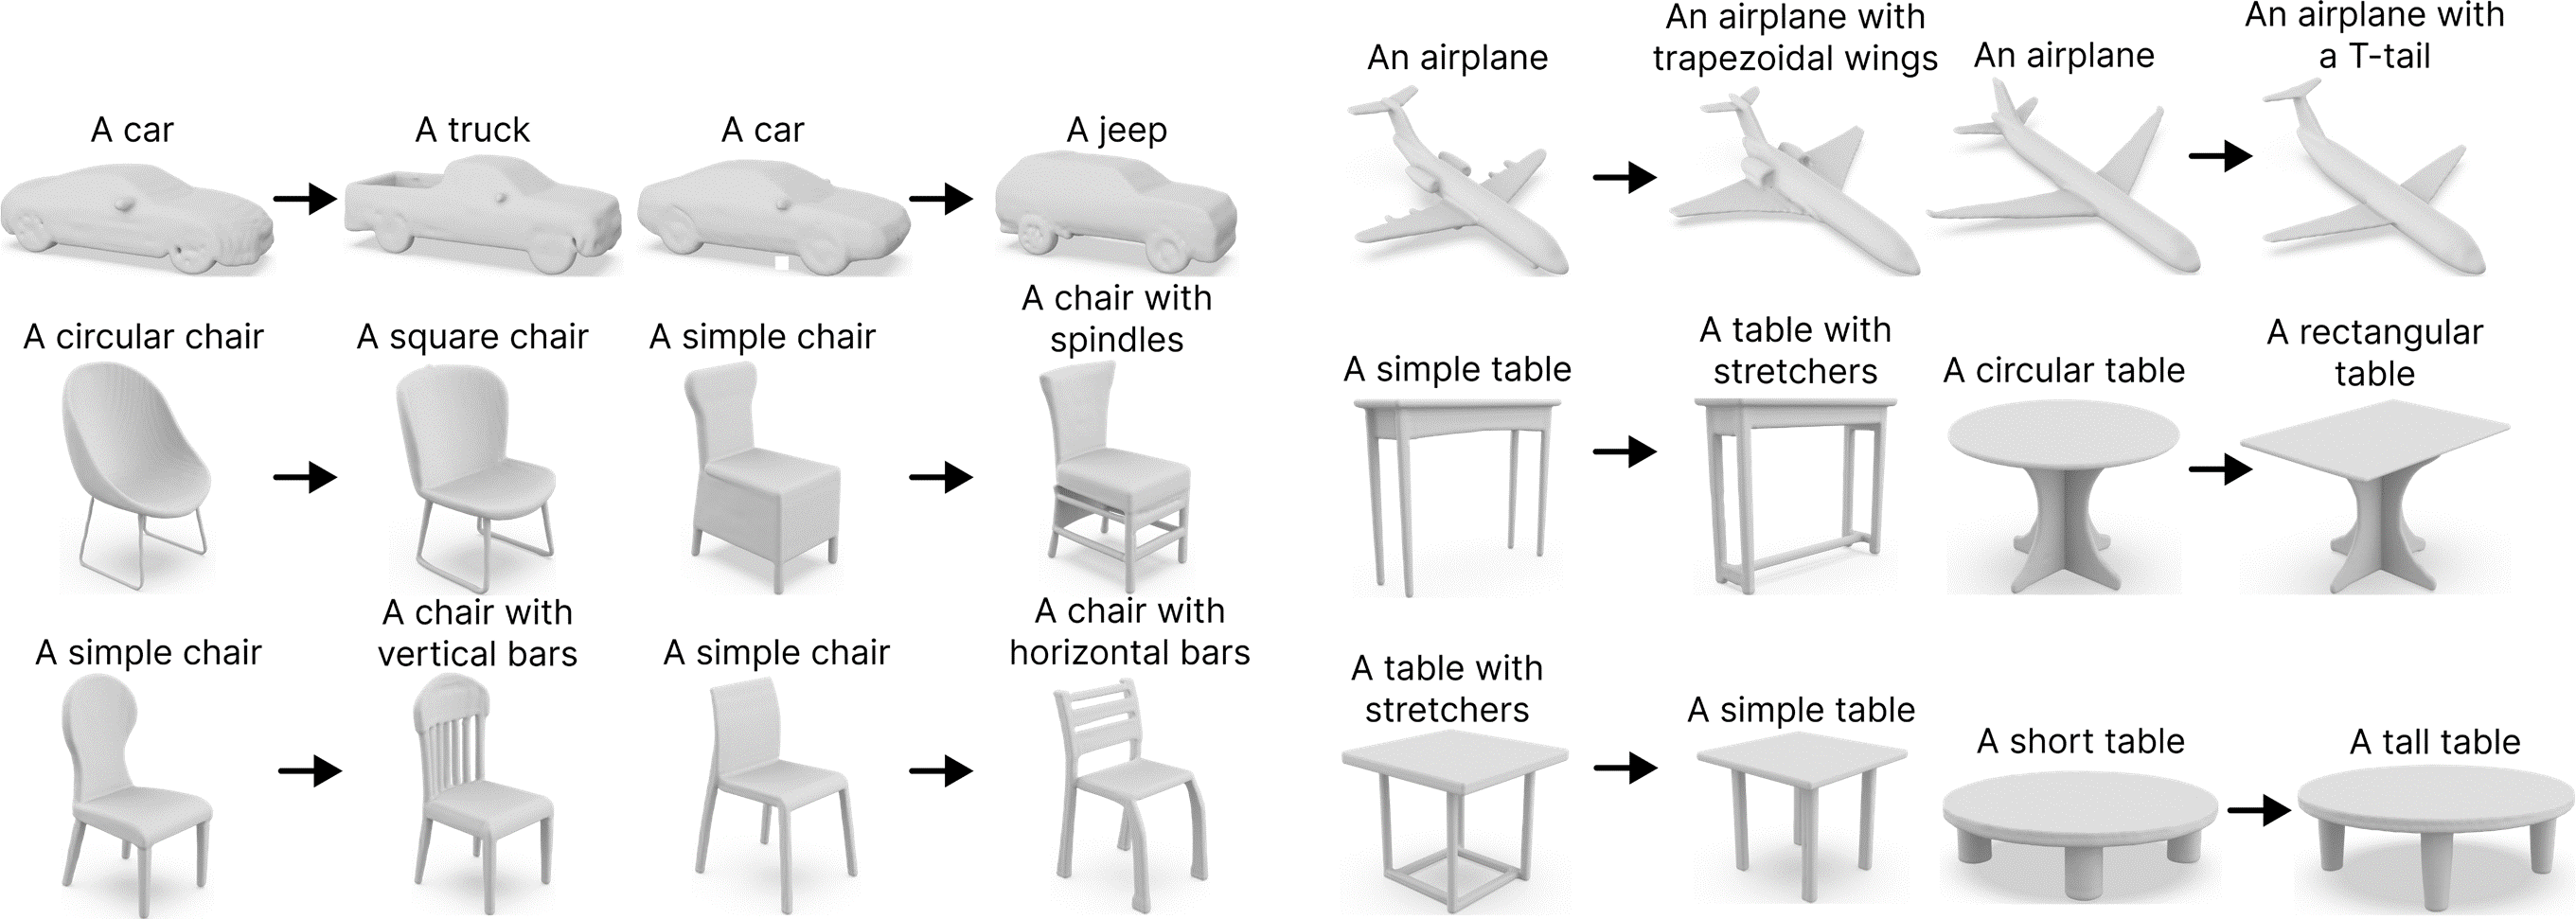 A car
A truck
A car
A jeep
An airplane
An airplane with
trapezoidal wings
An airplane
An airplane with
a T-tail
A circular chair
A square chair
A simple chair
A chair with
spindles
A simple table
A table with
stretchers
A circular table
A rectangular
table
A simple chair
A chair with
vertical bars
A simple chair
A chair with
horizontal bars
A table with
stretchers
A simple table
A short table
A tall table